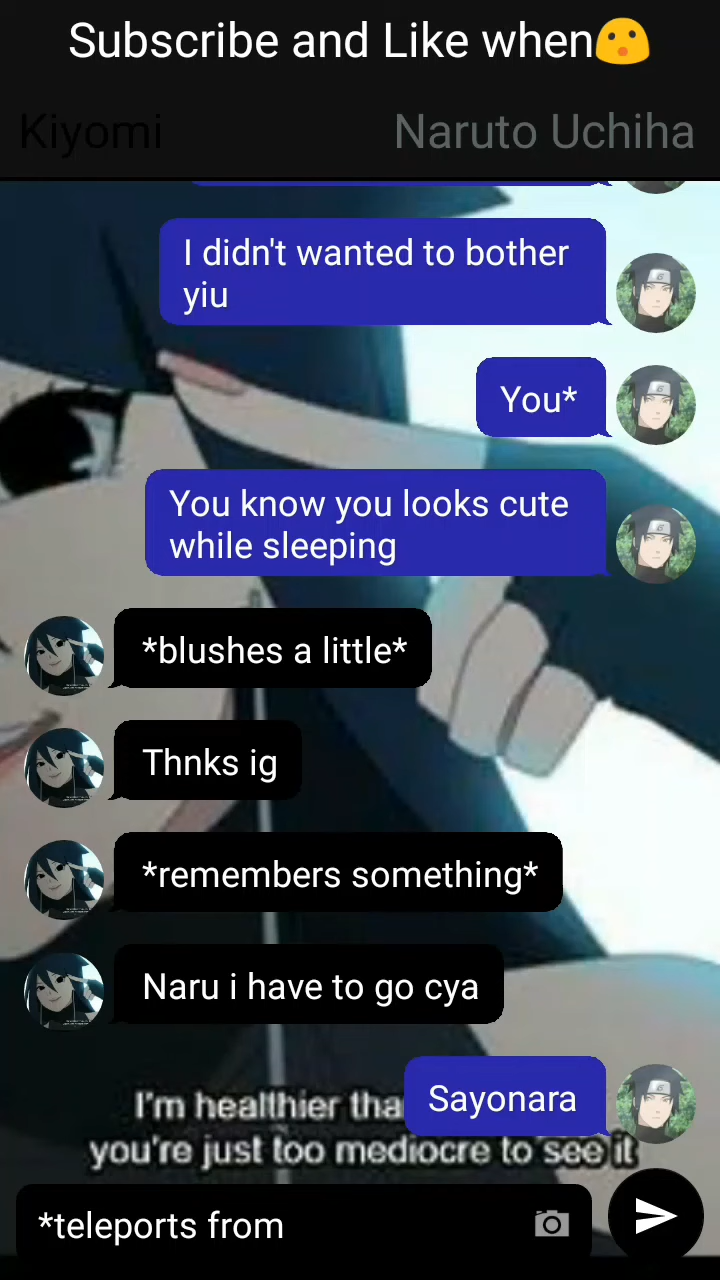 Subscribe and Like when😮
Kiyomi
Naruto Uchiha
I didn't wanted to bother
yiu
You*
You know you looks cute
while sleeping
*blushes a little*
Thnks ig
*remembers something*
Naru i have to go cya
Sayonara
I'm healthier tha
you're just too mediocre to see it
*teleports from